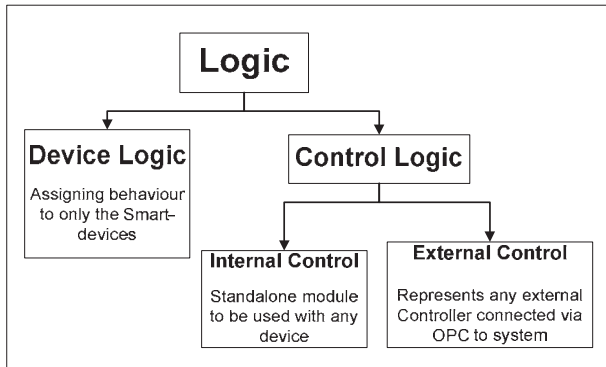 Logic
Device Logic
Assigning behaviour
to only the Smart-
devices
Control Logic
Internal Control
Standalone module
to be used with any
device
External Control
Represents any external
Controller connected via
OPC to system